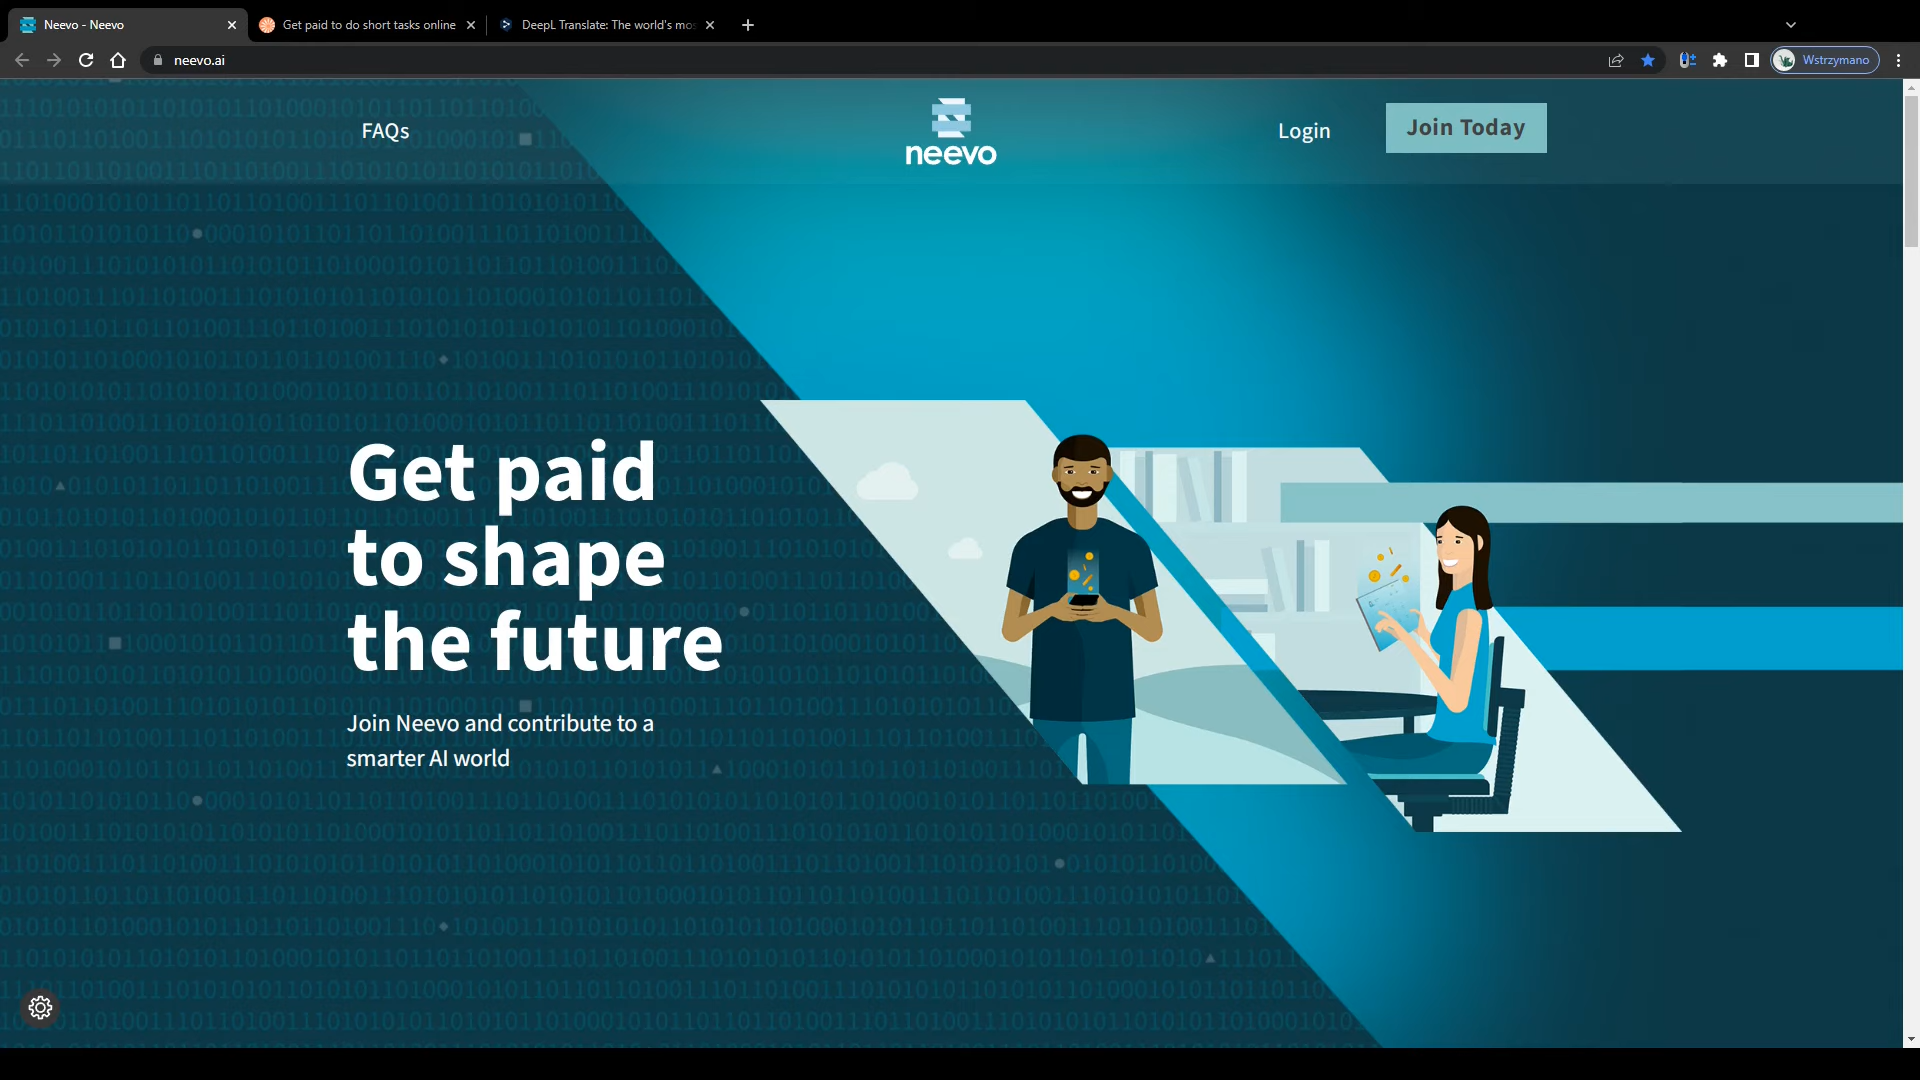 Neevo - Neevo
Get paid to do short tasks online
DeepL Translate: The world's mos
neevo.ai
Wstrzymano
FAQs
neevo
Login
Join Today
Get paid
to shape
the future
Join Neevo and contribute to a
smarter AI world